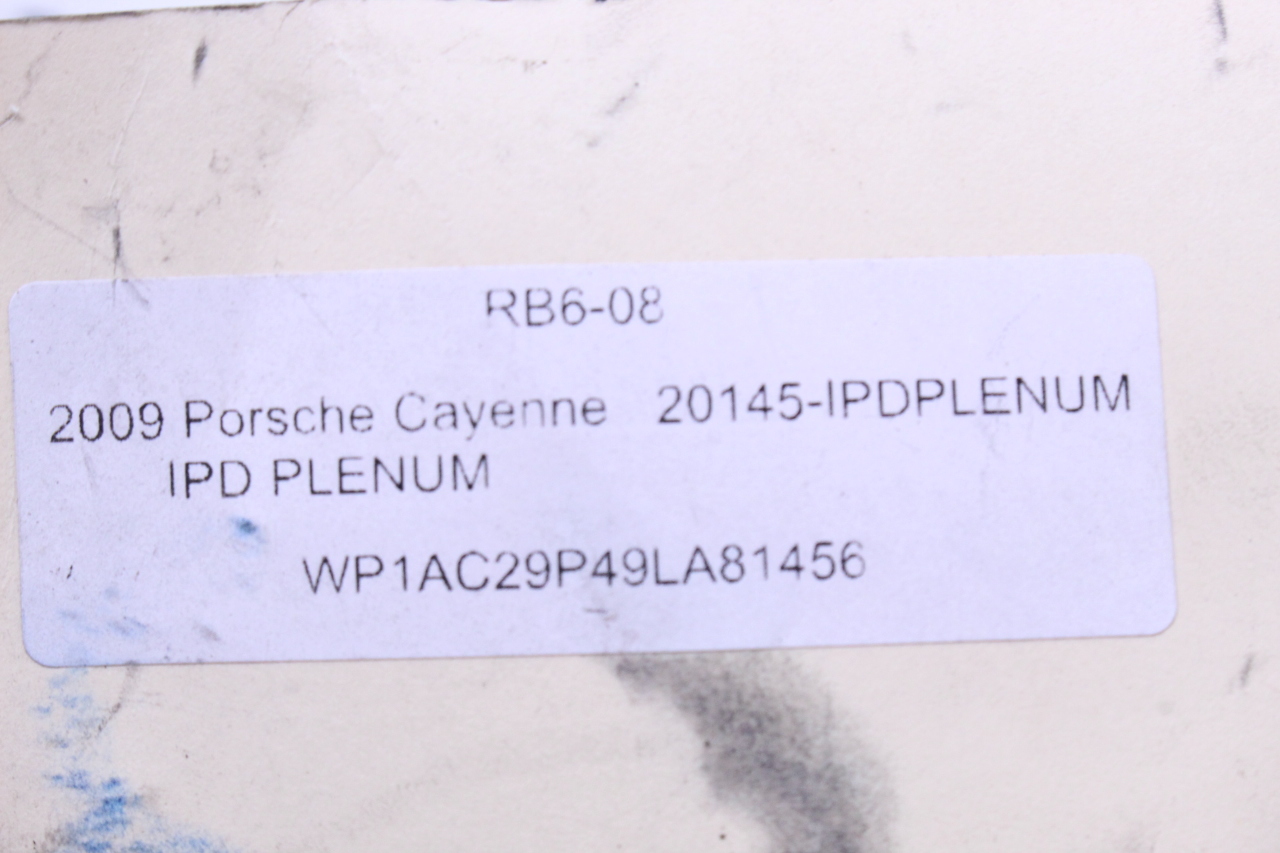 RB6-08
2009 Porsche Cayenne 20145-IPDPLENUM
IPD PLENUM
WP1AC29P49LA81456